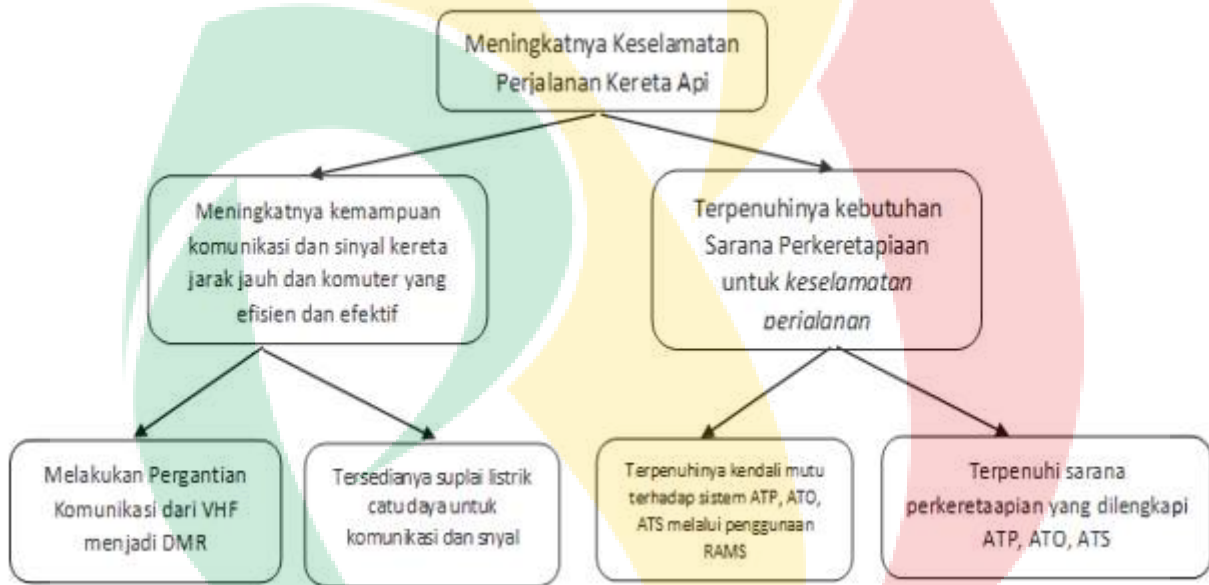 Meningkatnya Keselamatan
Perjalanan Kereta Api
Meningkatnya kemampuan
komunikasi dan sinyal kereta
jarak jauh dan komuter yang
efisien dan efektif
Terpenuhinya kebutuhan
Sarana Perkeretapiaan
untuk keselamatan
perjalanan
Melakukan Pergantian
Komunikasi dari VHF
menjadi DMR
Tersedianya suplai listrik
catu daya untuk
komunikasi dan snyal
Terpenuhinya kendali mutu
terhadap sistem ATP, ATO,
ATS melalui penggunaan
RAMS
Terpenuhi sarana
perkeretaapian yang dilengkapi
ATP, ATO, ATS